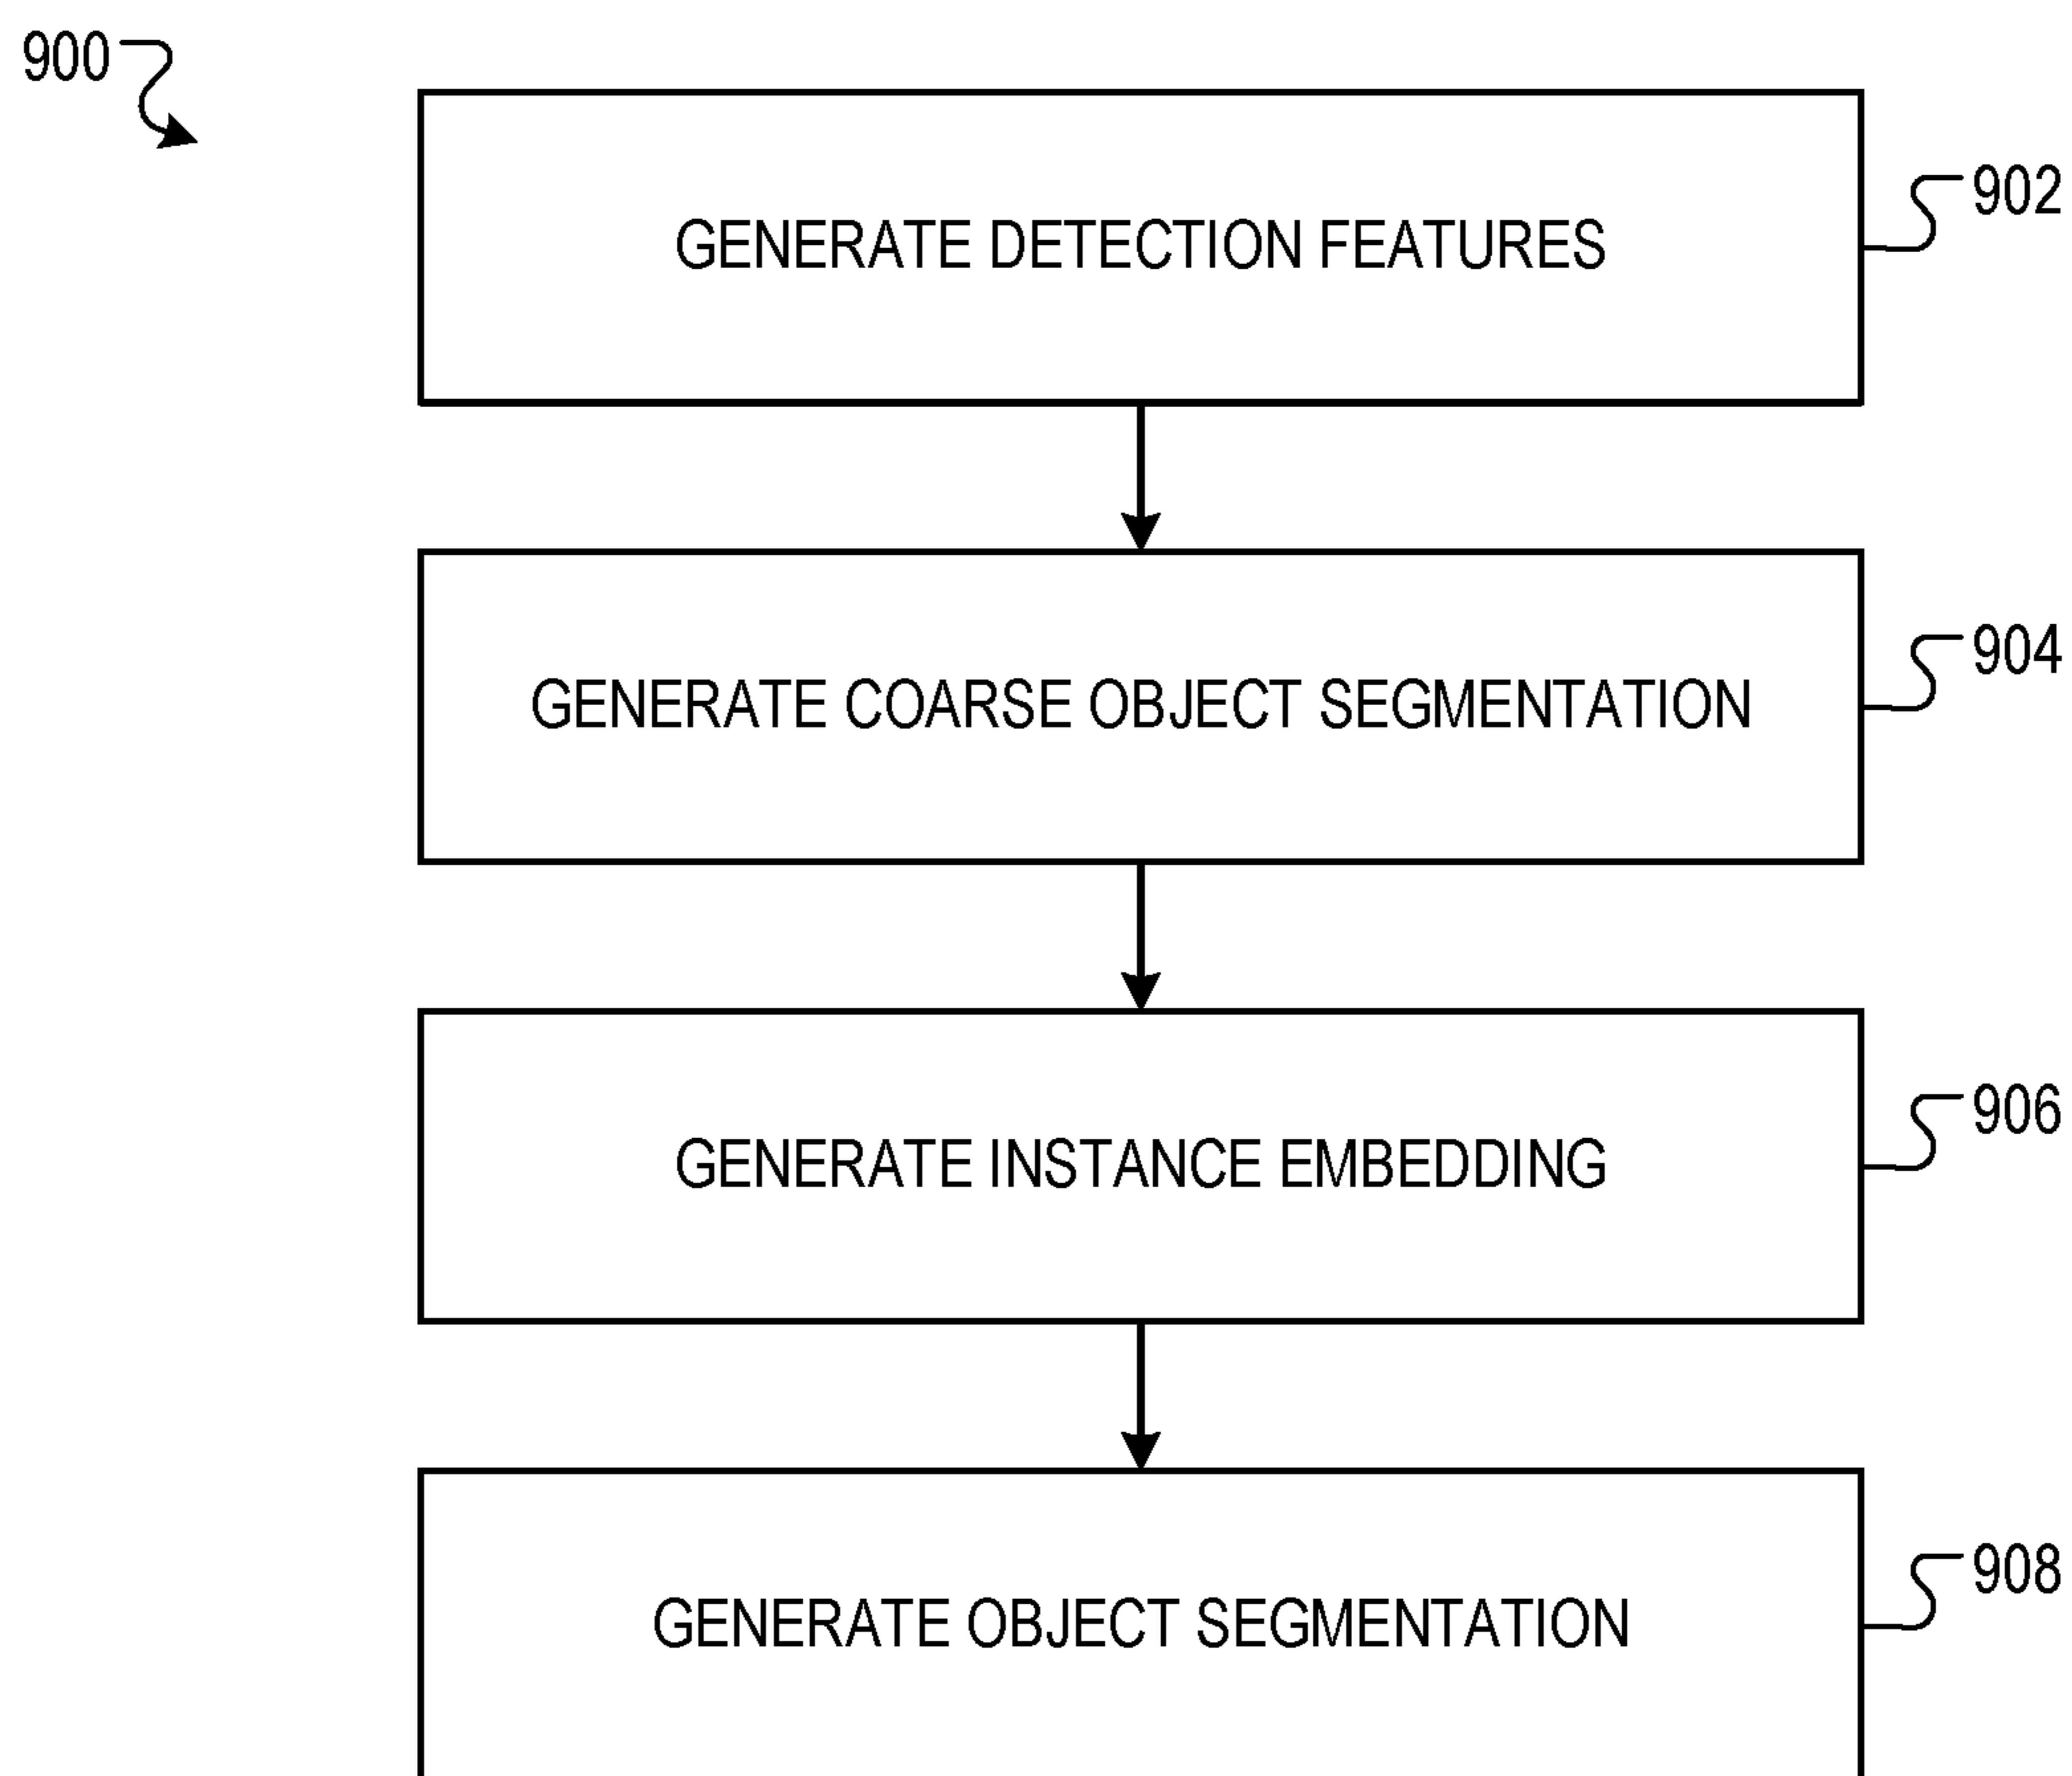 900
GENERATE DETECTION FEATURES
902
GENERATE COARSE OBJECT SEGMENTATION
904
GENERATE INSTANCE EMBEDDING
906
GENERATE OBJECT SEGMENTATION
908